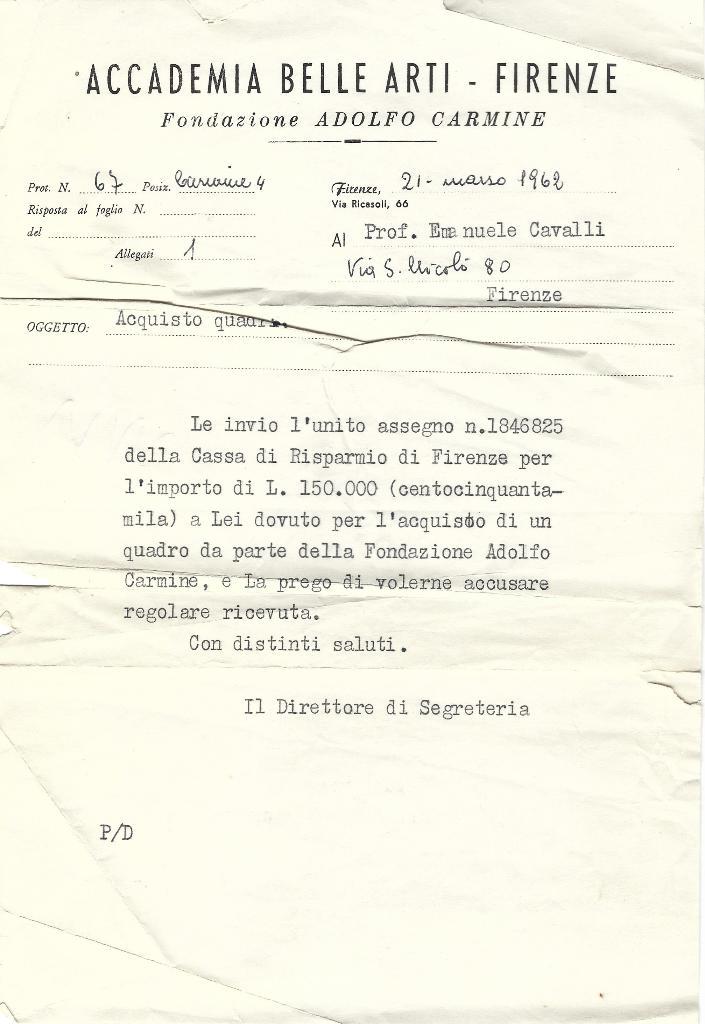 ACCADEMIA BELLE ARTI - FIRENZE
Fondazione ADOLFO CARMINE
Prot. N. 67 Posiz. Carmine 4
Firenze, 21 - marzo 1962
Via Ricasoli, 66
Risposta al foglio N.
del
Allegati 1
Al Prof. Emanuele Cavalli
Via S. Nicolò 80
Firenze
OGGETTO: Acquisto quadri.
Le invio l'unito assegno n.1846825
della Cassa di Risparmio di Firenze per
l'importo di L. 150.000 (centocinquanta-
mila) a Lei dovuto per l'acquisto di un
quadro da parte della Fondazione Adolfo
Carmine, e La prego di volerne accusare
regolare ricevuta.
Con distinti saluti.
Il Direttore di Segreteria
P/D